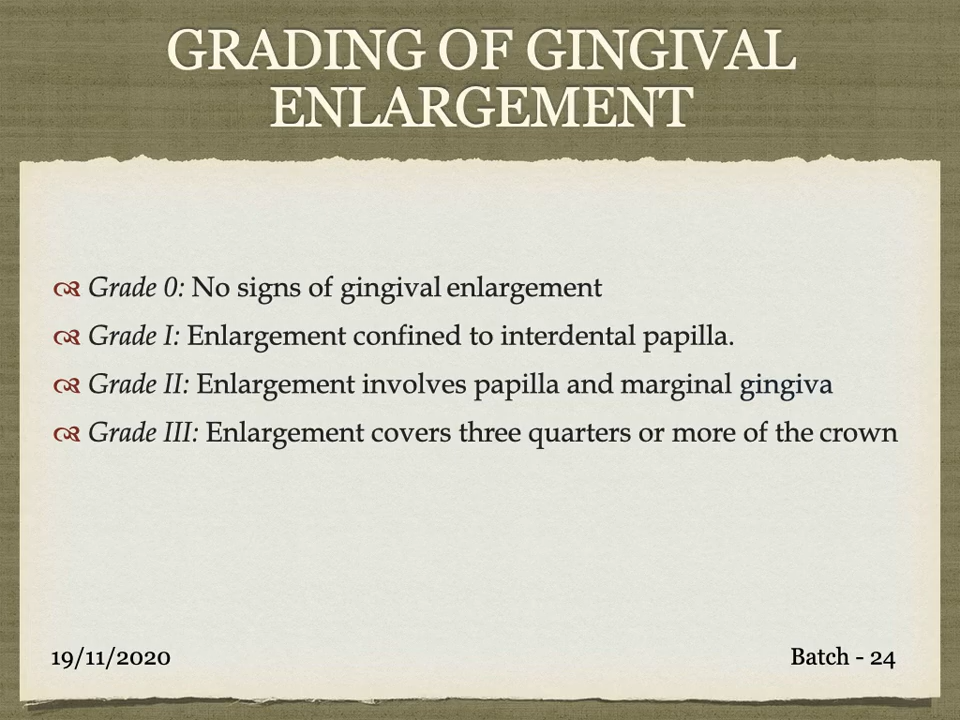 GRADING OF GINGIVAL
ENLARGEMENT
Grade 0: No signs of gingival enlargement
Grade I: Enlargement confined to interdental papilla.
Grade II: Enlargement involves papilla and marginal gingiva
Grade III: Enlargement covers three quarters or more of the crown
19/11/2020
Batch - 24